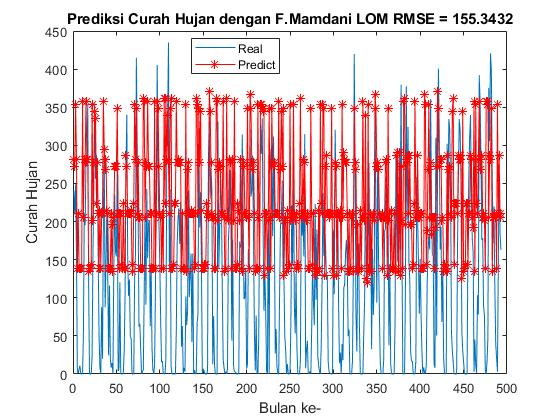 Prediksi Curah Hujan dengan F.Mamdani LOM RMSE = 155.3432
Real
Predict
Curah Hujan
450
400
350
300
250
200
150
100
50
0
0 50 100 150 200 250 300 350 400 450 500
Bulan ke-